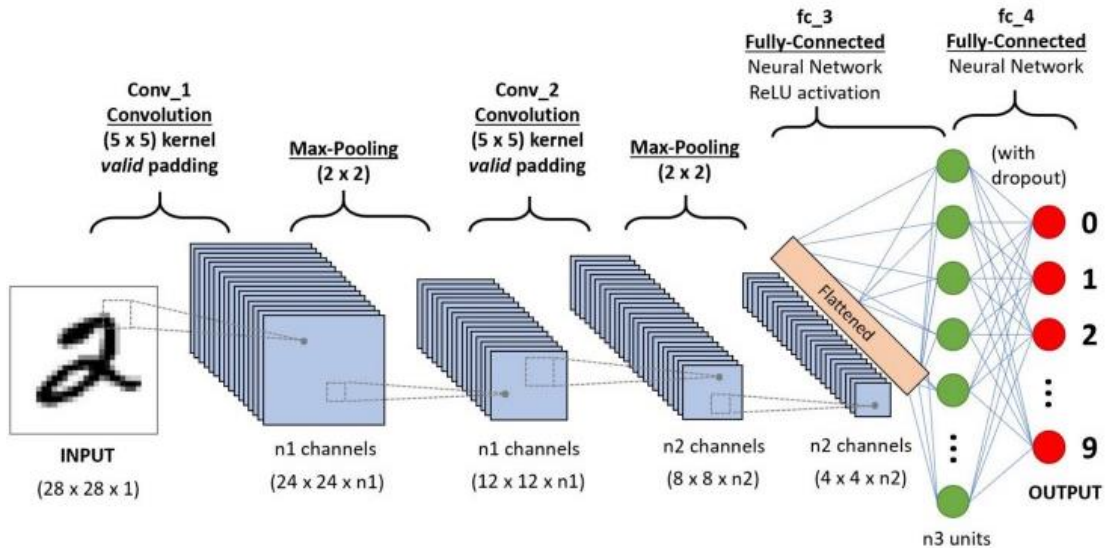 fc_3
Fully-Connected
Neural Network
ReLU activation
fc_4
Fully-Connected
Neural Network
Conv_1
Convolution
(5 x 5) kernel
valid padding
Max-Pooling
(2 x 2)
Conv_2
Convolution
(5 x 5) kernel
valid padding
Max-Pooling
(2 x 2)
(with
dropout)
Flattened
0
1
2
9
INPUT
(28 x 28 x 1)
n1 channels
(24 x 24 x n1)
n1 channels
(12 x 12 x n1)
n2 channels
(8 x 8 x n2)
n2 channels
(4 x 4 x n2)
OUTPUT
n3 units